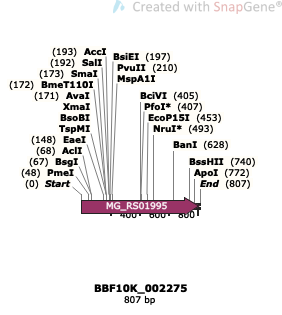 Created with SnapGene®
(193) AccI
(192) SalI
(173) SmaI
(172) BmeT110I
(171) AvaI
XmaI
BsoBI
TspMI
(148) EaeI
(68) AclI
(67) BsgI
(48) PmeI
(0) Start
BsiEI (197)
PvuII (210)
MspA1I
BciVI (405)
PfoI* (407)
EcoP15I (453)
NruI* (493)
BanI (628)
BssHII (740)
ApoI (772)
End (807)
MG_RS01995
400 600 800
BBF10K_002275
807 bp